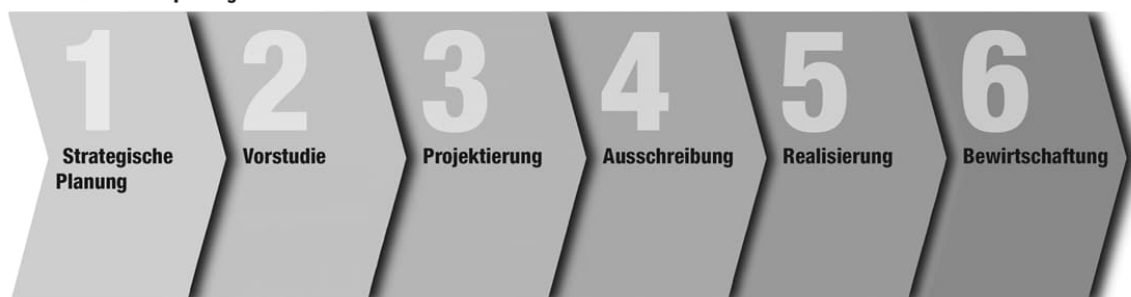 1
Strategische
Planung
2
Vorstudie
3
Projektierung
4
Ausschreibung
5
Realisierung
6
Bewirtschaftung